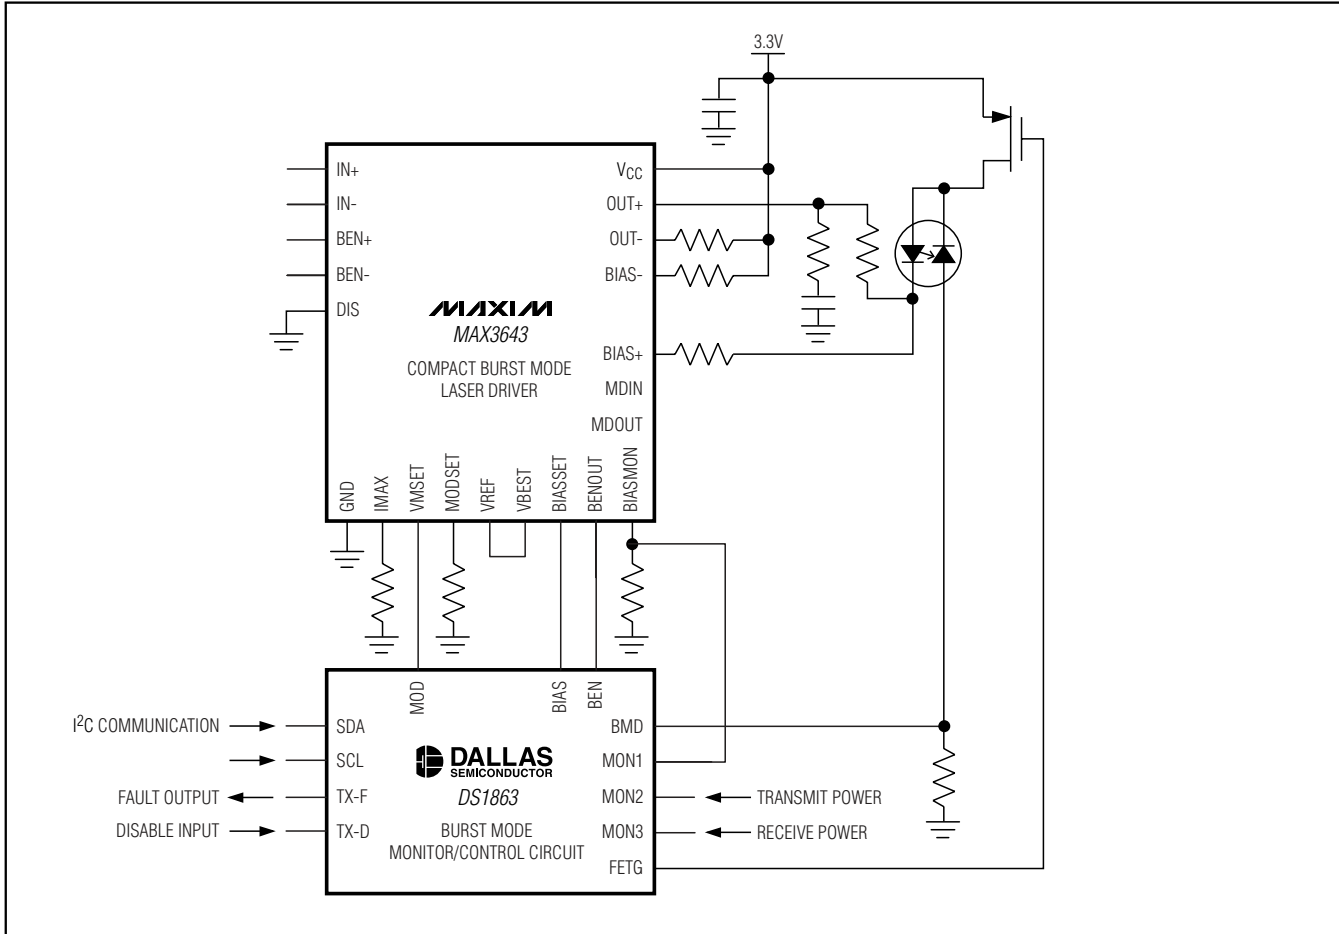 3.3V
IN+
IN-
BEN+
BEN-
DIS
VCC
OUT+
OUT-
BIAS-
BIAS+
MDIN
MDOUT
MAXIM
MAX3643
COMPACT BURST MODE
LASER DRIVER
GND
IMAX
VMSET
MODSET
VREF
VBEST
BIASSET
BENOUT
BIASMON
MOD
BIAS
BEN
I²C COMMUNICATION
FAULT OUTPUT
DISABLE INPUT
SDA
SCL
TX-F
TX-D
DALLAS
SEMICONDUCTOR
DS1863
BURST MODE
MONITOR/CONTROL CIRCUIT
BMD
MON1
MON2
MON3
FETG
TRANSMIT POWER
RECEIVE POWER